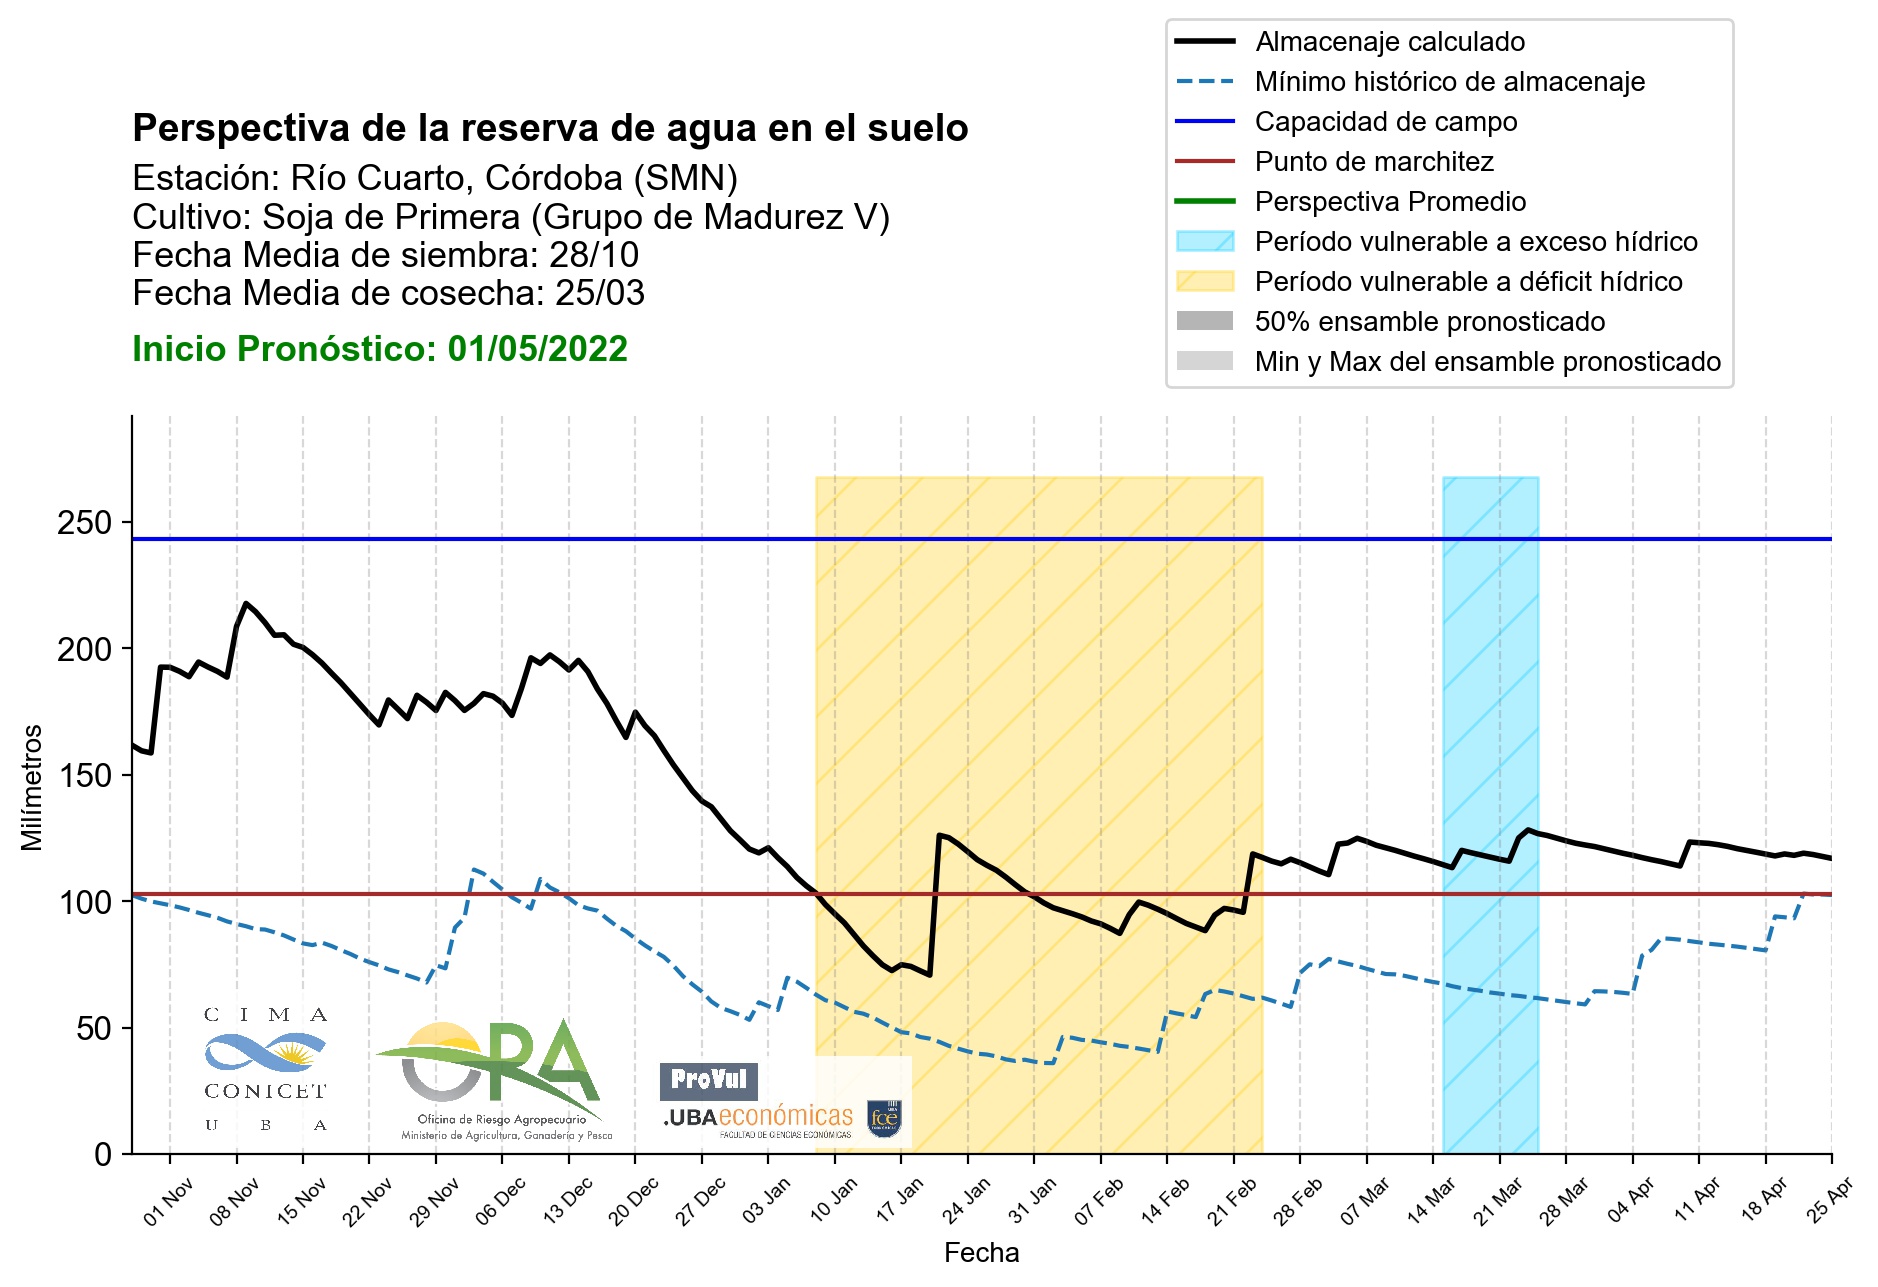 Almacenaje calculado
Mínimo histórico de almacenaje
Capacidad de campo
Punto de marchitez
Perspectiva Promedio
Período vulnerable a exceso hídrico
Período vulnerable a déficit hídrico
50% ensamble pronosticado
Min y Max del ensamble pronosticado
Perspectiva de la reserva de agua en el suelo
Estación: Río Cuarto, Córdoba (SMN)
Cultivo: Soja de Primera (Grupo de Madurez V)
Fecha Media de siembra: 28/10
Fecha Media de cosecha: 25/03
Inicio Pronóstico: 01/05/2022
Milímetros
250
200
150
100
50
0
CIMA
CONICET
UBA
ORA
Oficina de Riesgo Agropecuario
Ministerio de Agricultura, Ganadería y Pesca
ProVul
.UBAeconómicas
FACULTAD DE CIENCIAS ECONÓMICAS
fce
01 Nov
08 Nov
15 Nov
22 Nov
29 Nov
06 Dec
13 Dec
20 Dec
27 Dec
03 Jan
10 Jan
17 Jan
24 Jan
31 Jan
07 Feb
14 Feb
21 Feb
28 Feb
07 Mar
14 Mar
21 Mar
28 Mar
04 Apr
11 Apr
18 Apr
25 Apr
Fecha